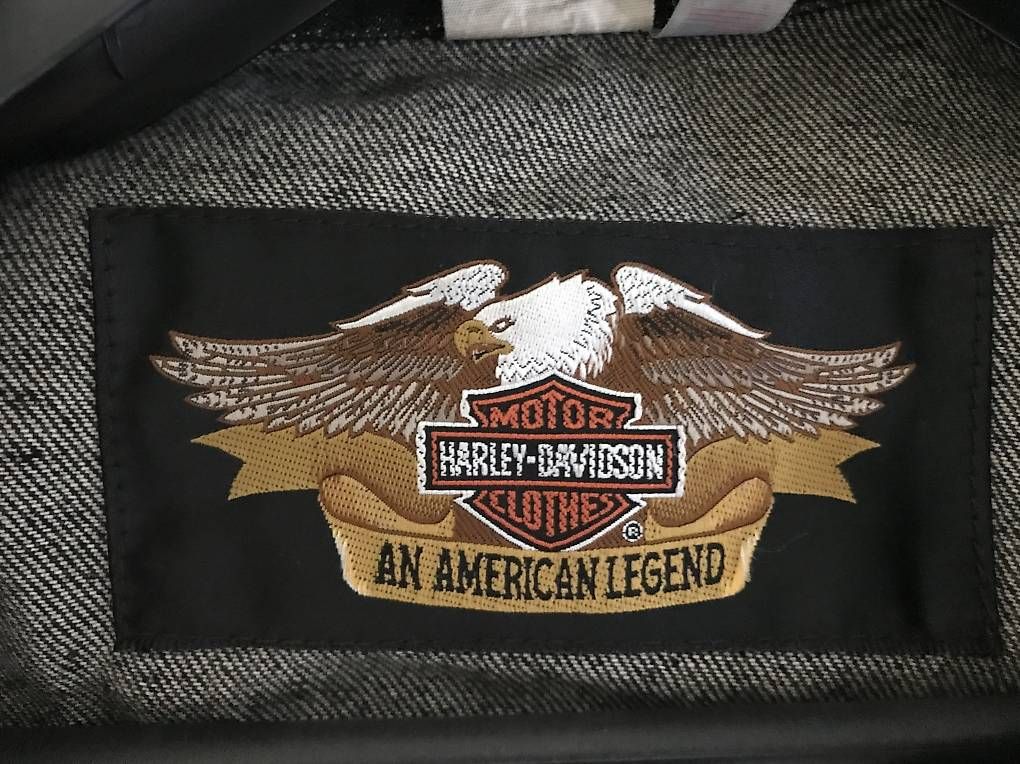 MOTOR
HARLEY-DAVIDSON
CLOTHES
®
AN AMERICAN LEGEND